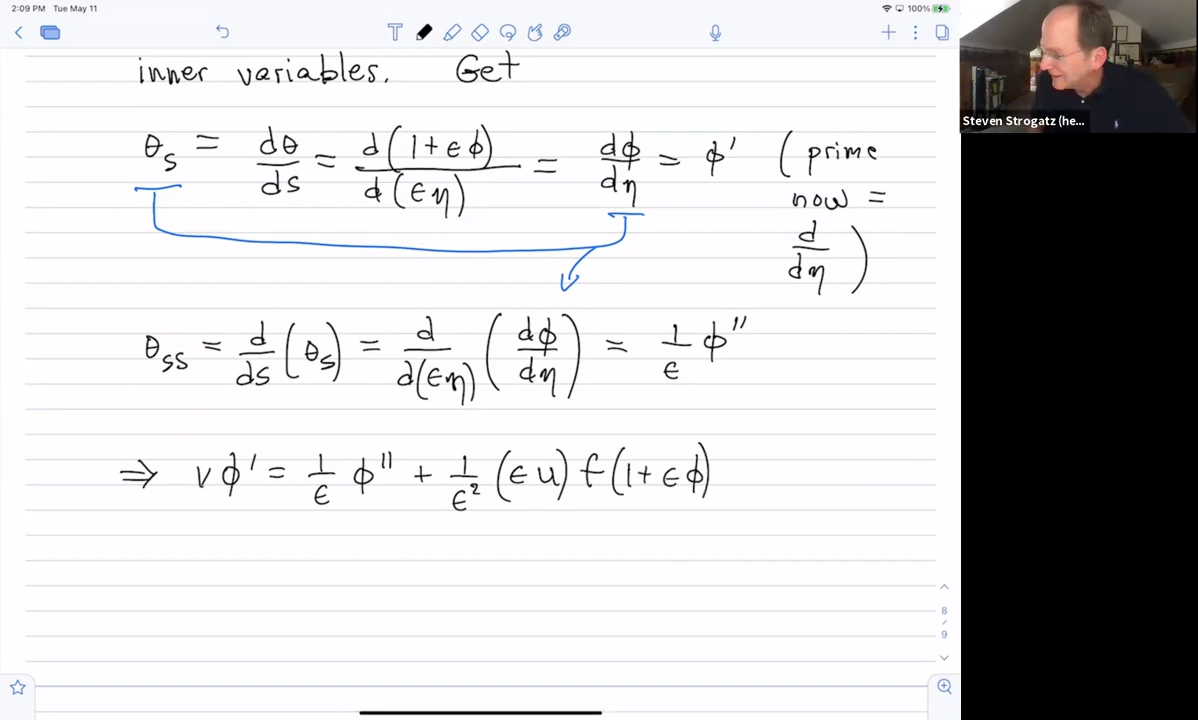 2:09 PM Tue May 11
100%
Steven Strogatz (he...
inner variables. Get
θ_s = dθ/ds = d(1+εφ)/d(εη) = dφ/dη = φ' (prime
now =
d/dη)
θ_ss = d/ds (θ_s) = d/d(εη) (dφ/dη) = 1/ε φ''
⇒ vφ' = 1/ε φ'' + 1/ε² (εu) f(1+εφ)
8
/
9